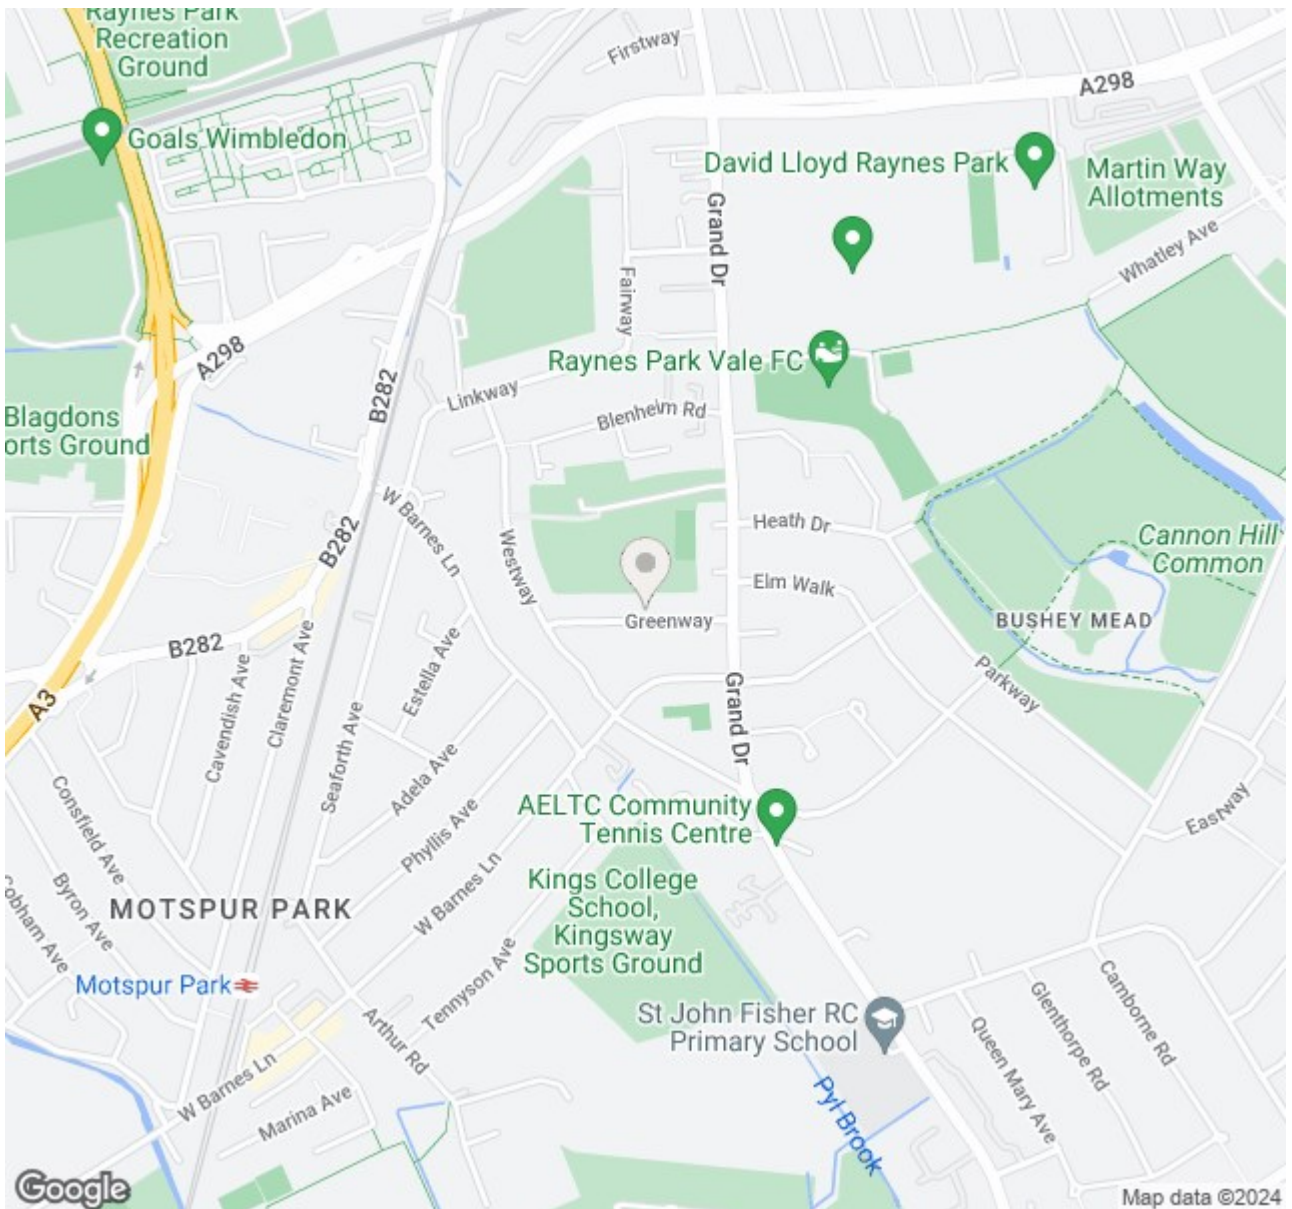 Raynes Park
Recreation
Ground
Firstway
A298
Goals Wimbledon
David Lloyd Raynes Park
Martin Way
Allotments
Grand Dr
Whatley Ave
Fairway
A298
Raynes Park Vale FC
B282
Linkway
Blenheim Rd
Blagdons
orts Ground
W Barnes Ln
Heath Dr
B282
Westway
Cannon Hill
Common
Elm Walk
Greenway
BUSHEY MEAD
B282
Estella Ave
Claremont Ave
Cavendish Ave
Parkway
A3
Grand Dr
Seaforth Ave
Adela Ave
AELTC Community
Tennis Centre
Eastway
Consfield Ave
Phyllis Ave
Kings College
School,
Kingsway
Sports Ground
W Barnes Ln
Byron Ave
MOTSPUR PARK
Cobham Ave
Tennyson Ave
Motspur Park
Camborne Rd
Glenthorpe Rd
St John Fisher RC
Primary School
Arthur Rd
Queen Mary Ave
W Barnes Ln
Marina Ave
Pyl Brook
Google
Map data ©2024